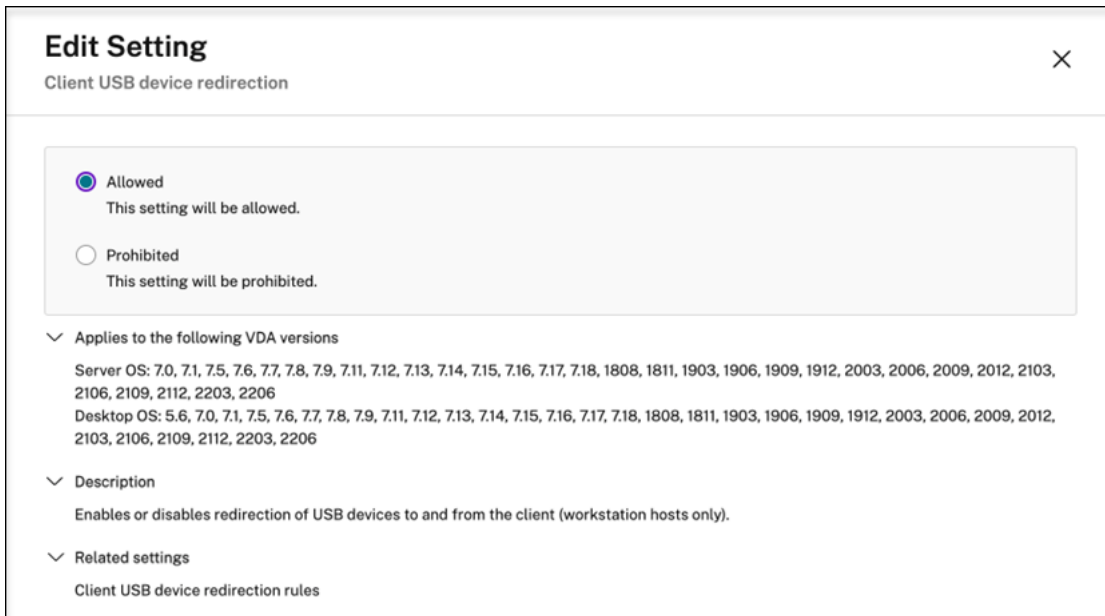 Edit Setting
Client USB device redirection
Allowed
This setting will be allowed.
Prohibited
This setting will be prohibited.
Applies to the following VDA versions
Server OS: 7.0, 7.1, 7.5, 7.6, 7.7, 7.8, 7.9, 7.11, 7.12, 7.13, 7.14, 7.15, 7.16, 7.17, 7.18, 1808, 1811, 1903, 1906, 1909, 1912, 2003, 2006, 2009, 2012, 2103,
2106, 2109, 2112, 2203, 2206
Desktop OS: 5.6, 7.0, 7.1, 7.5, 7.6, 7.7, 7.8, 7.9, 7.11, 7.12, 7.13, 7.14, 7.15, 7.16, 7.17, 7.18, 1808, 1811, 1903, 1906, 1909, 1912, 2003, 2006, 2009, 2012,
2103, 2106, 2109, 2112, 2203, 2206
Description
Enables or disables redirection of USB devices to and from the client (workstation hosts only).
Related settings
Client USB device redirection rules